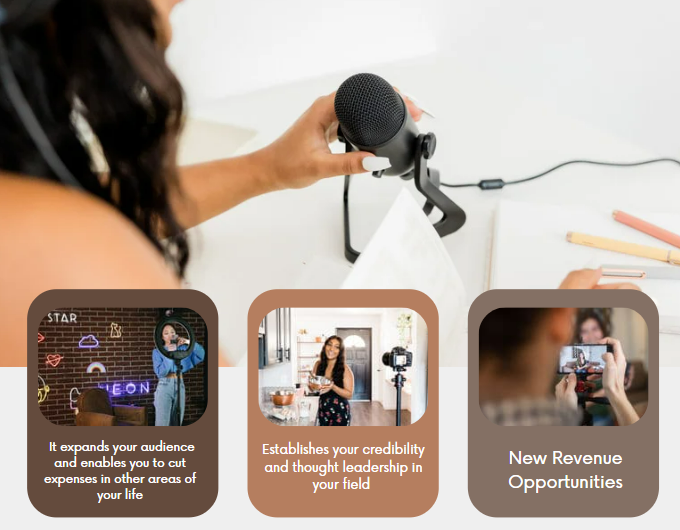 STAR
NEON
It expands your audience
and enables you to cut
expenses in other areas of
your life
Establishes your credibility
and thought leadership in
your field
New Revenue
Opportunities